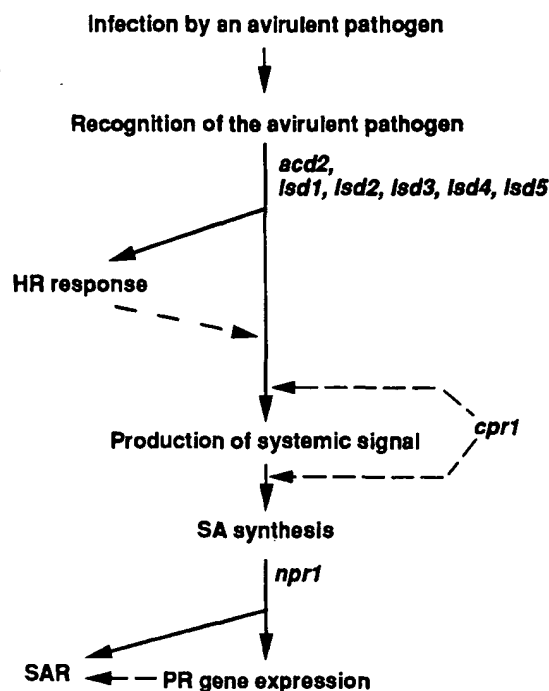 Infection by an avirulent pathogen
Recognition of the avirulent pathogen
acd2,
lsd1, lsd2, lsd3, lsd4, lsd5
HR response
Production of systemic signal
cpr1
SA synthesis
npr1
SAR
PR gene expression